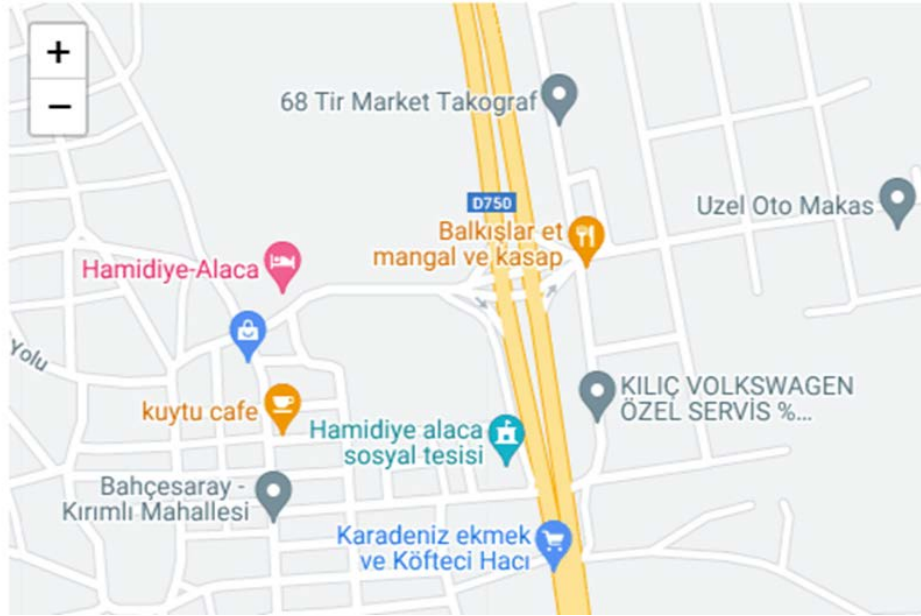 +
−
68 Tir Market Takograf
D750
Uzel Oto Makas
Balkışlar et
mangal ve kasap
Hamidiye-Alaca
Yolu
kuytu cafe
KILIÇ VOLKSWAGEN
ÖZEL SERVİS %...
Hamidiye alaca
sosyal tesisi
Bahçesaray -
Kırımlı Mahallesi
Karadeniz ekmek
ve Köfteci Hacı